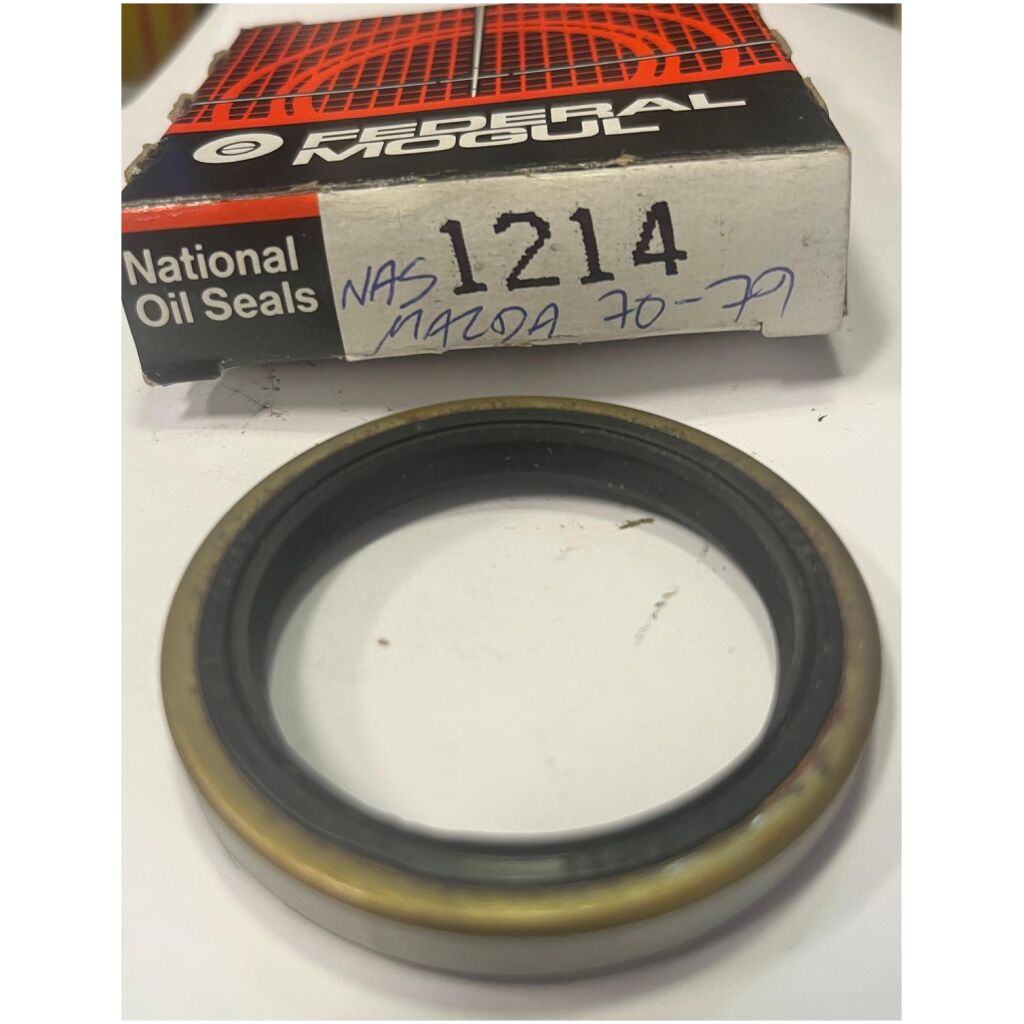 FEDERAL
MOGUL
National
Oil Seals
NAS 1214
MAZDA 70-79